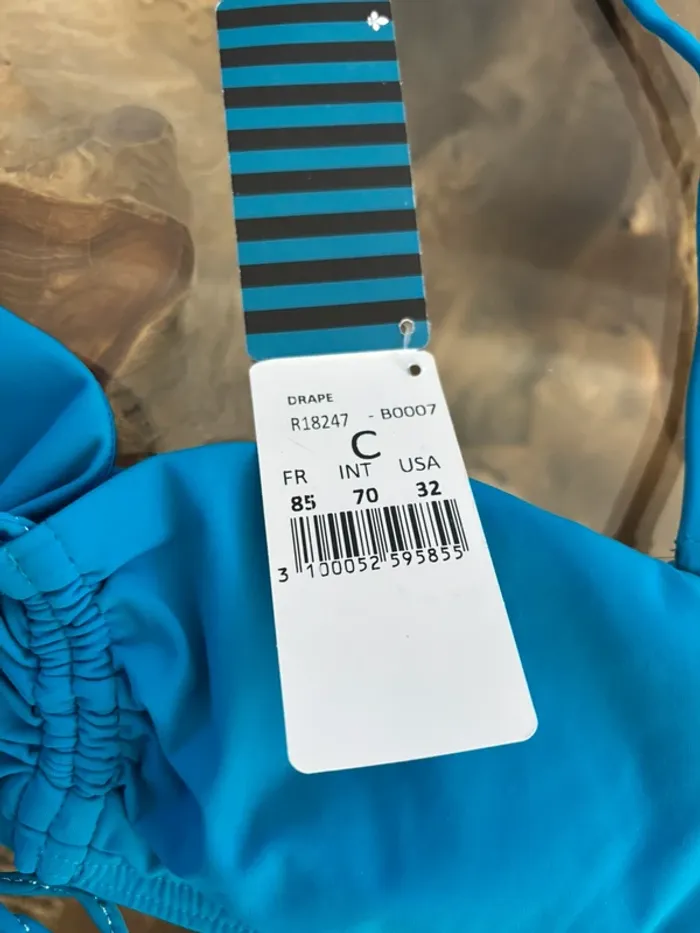 DRAPE
R18247 - B0007
C
FR INT USA
85 70 32
3 100052 595855